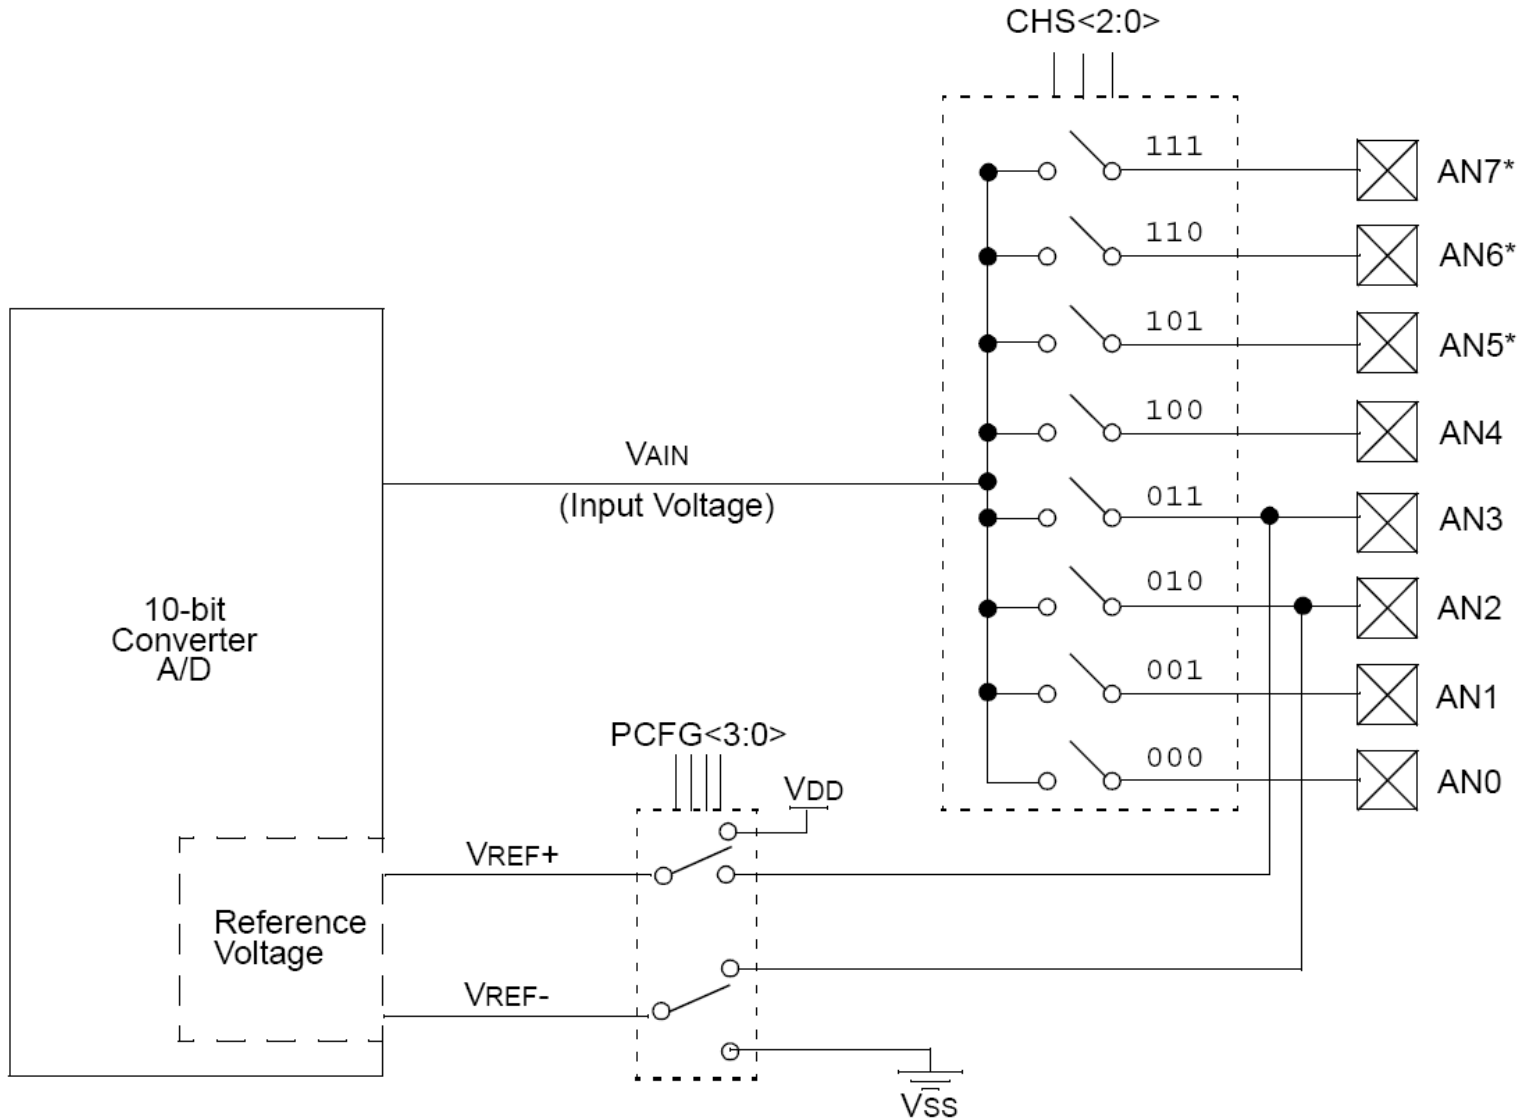 CHS<2:0>
111
AN7*
110
AN6*
101
AN5*
100
AN4
VAIN
(Input Voltage)
011
AN3
010
AN2
10-bit
Converter
A/D
001
AN1
PCFG<3:0>
000
AN0
VDD
VREF+
Reference
Voltage
VREF-
VSS